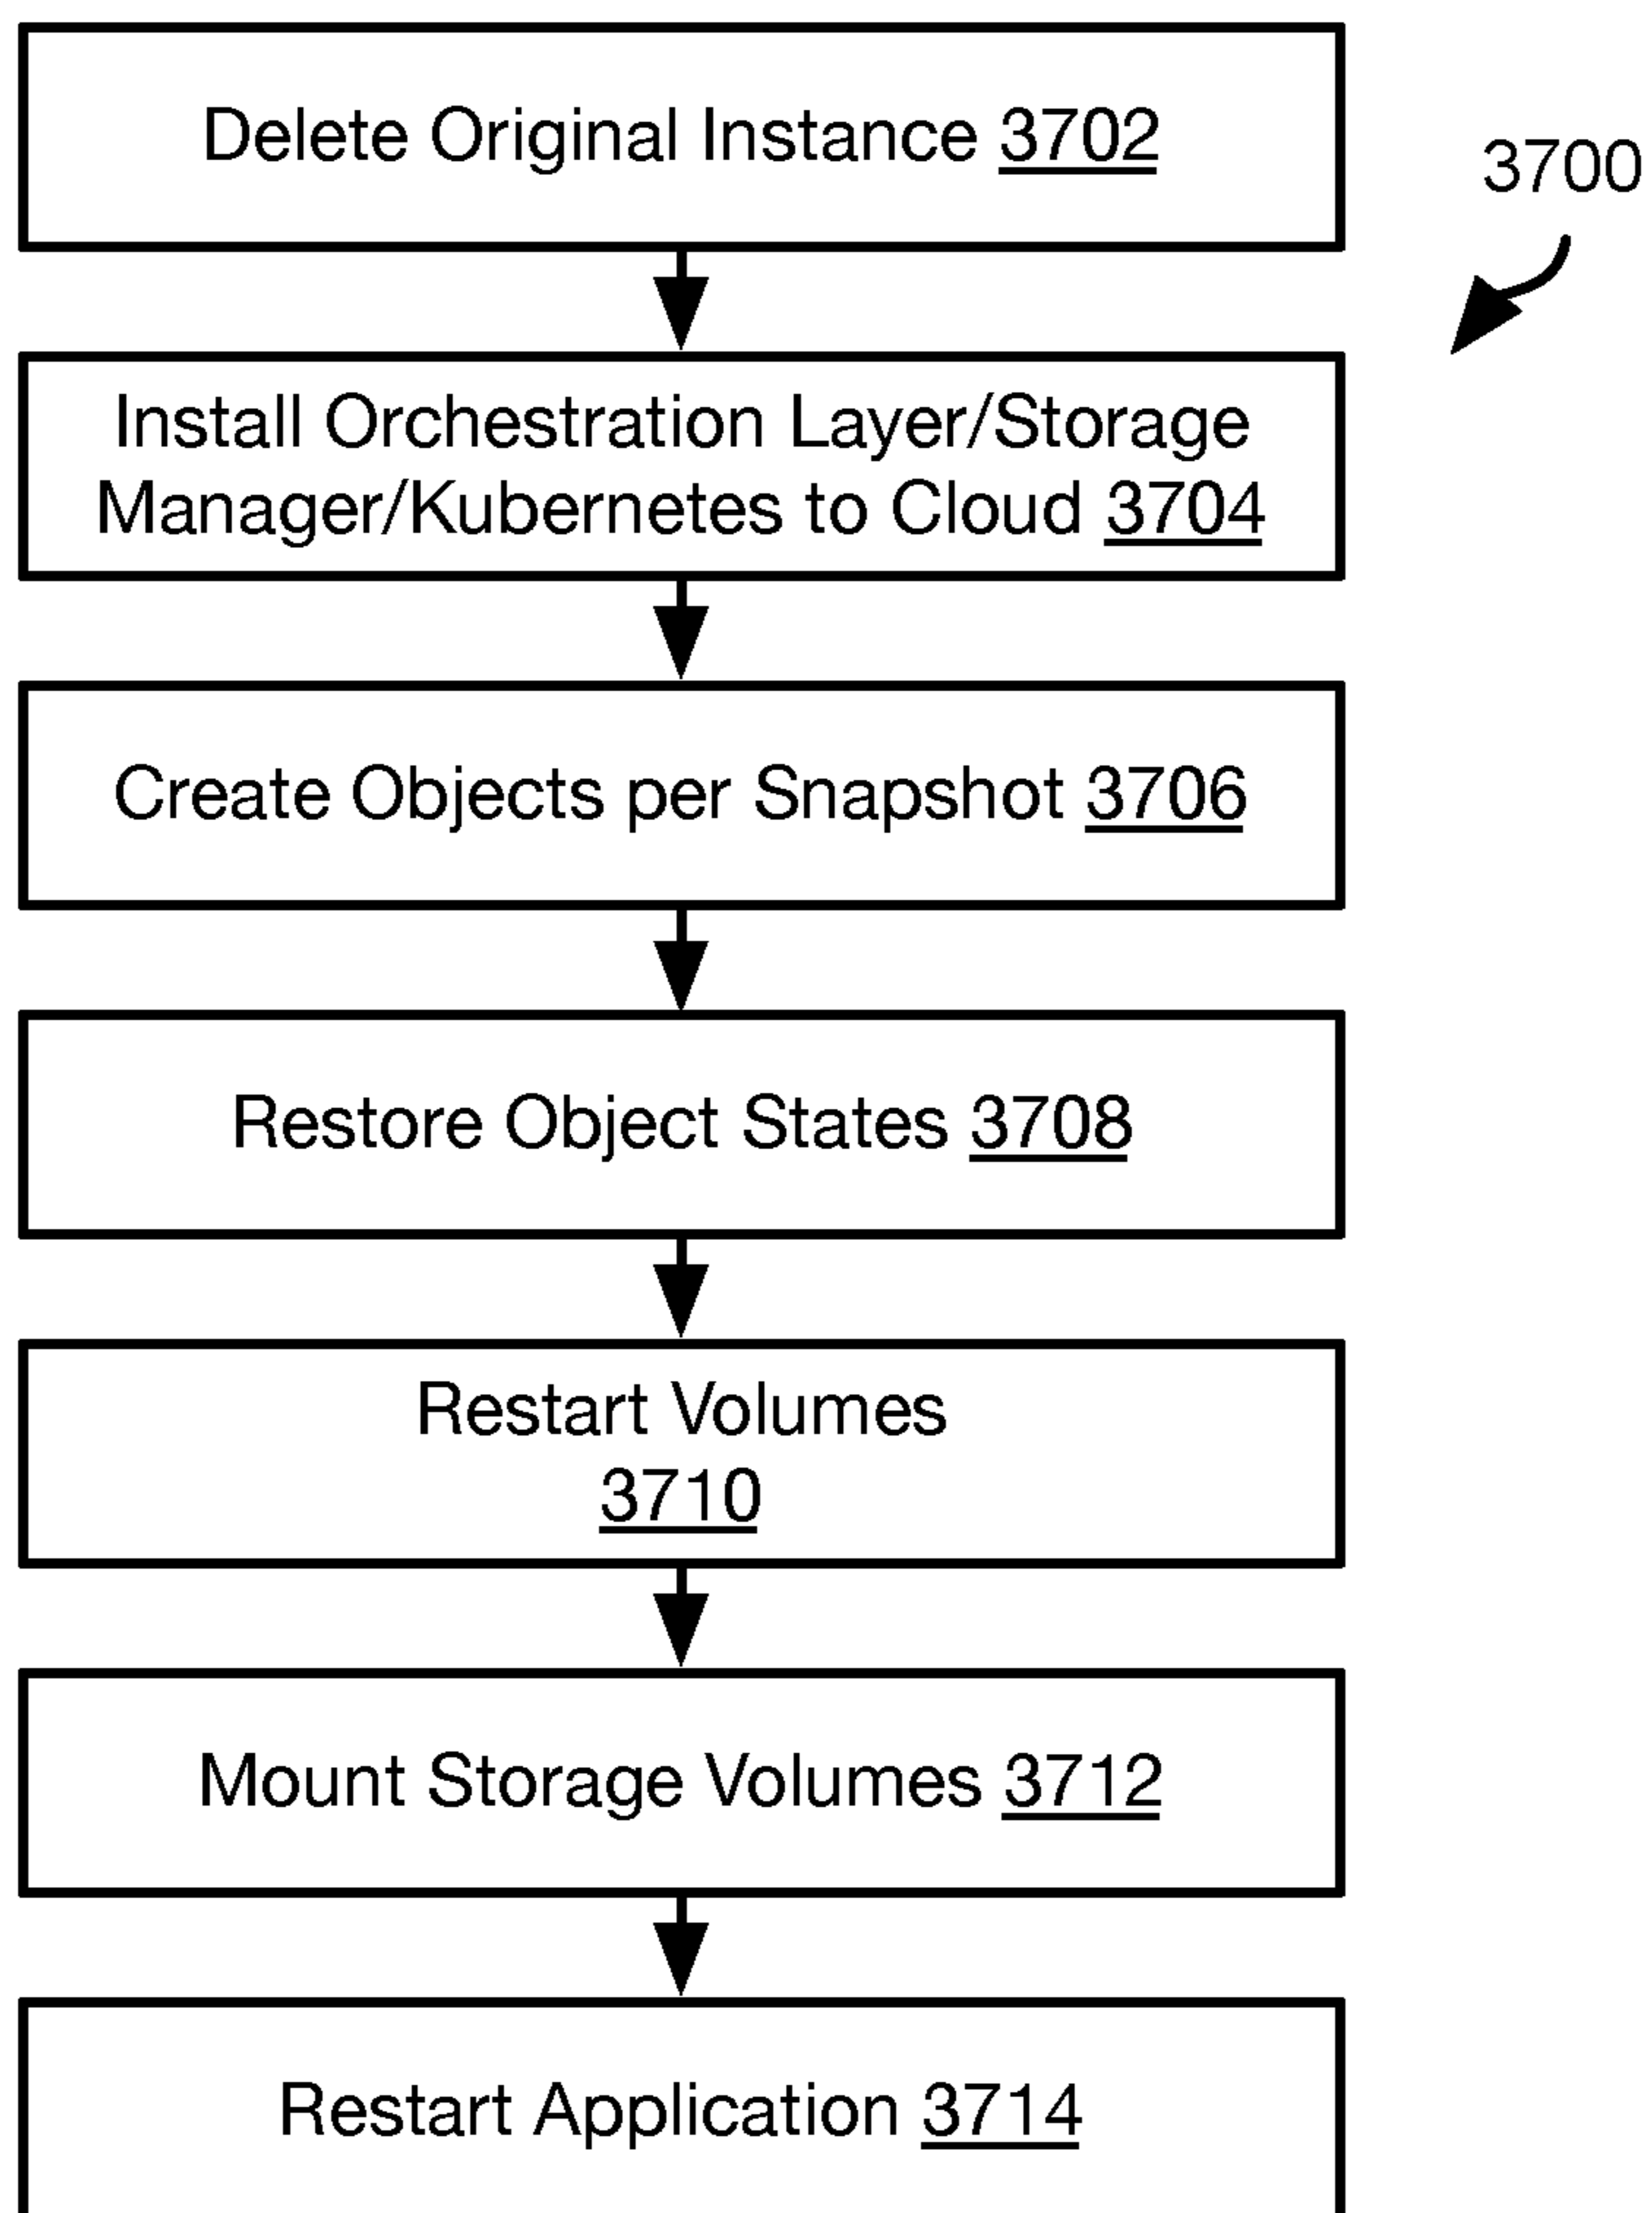 Delete Original Instance 3702
3700
Install Orchestration Layer/Storage
Manager/Kubernetes to Cloud 3704
Create Objects per Snapshot 3706
Restore Object States 3708
Restart Volumes
3710
Mount Storage Volumes 3712
Restart Application 3714